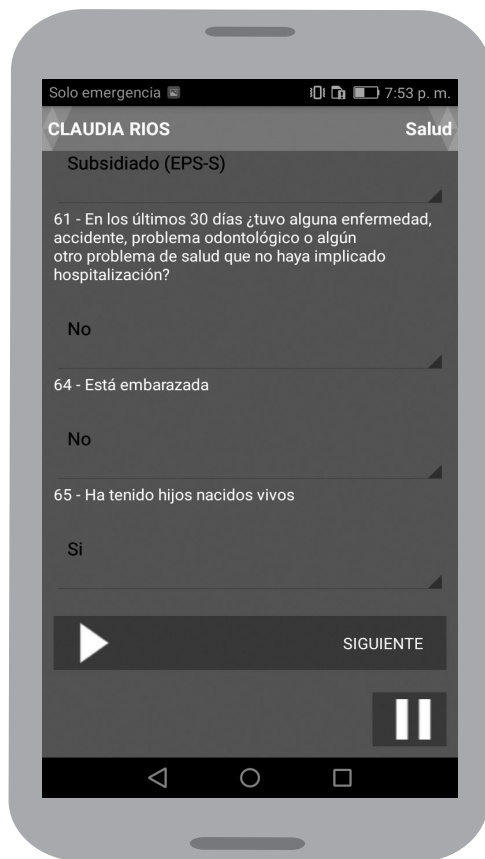 Solo emergencia
7:53 p. m.
CLAUDIA RIOS
Salud
Subsidiado (EPS-S)
61 - En los últimos 30 días ¿tuvo alguna enfermedad,
accidente, problema odontológico o algún
otro problema de salud que no haya implicado
hospitalización?
No
64 - Está embarazada
No
65 - Ha tenido hijos nacidos vivos
Si
SIGUIENTE